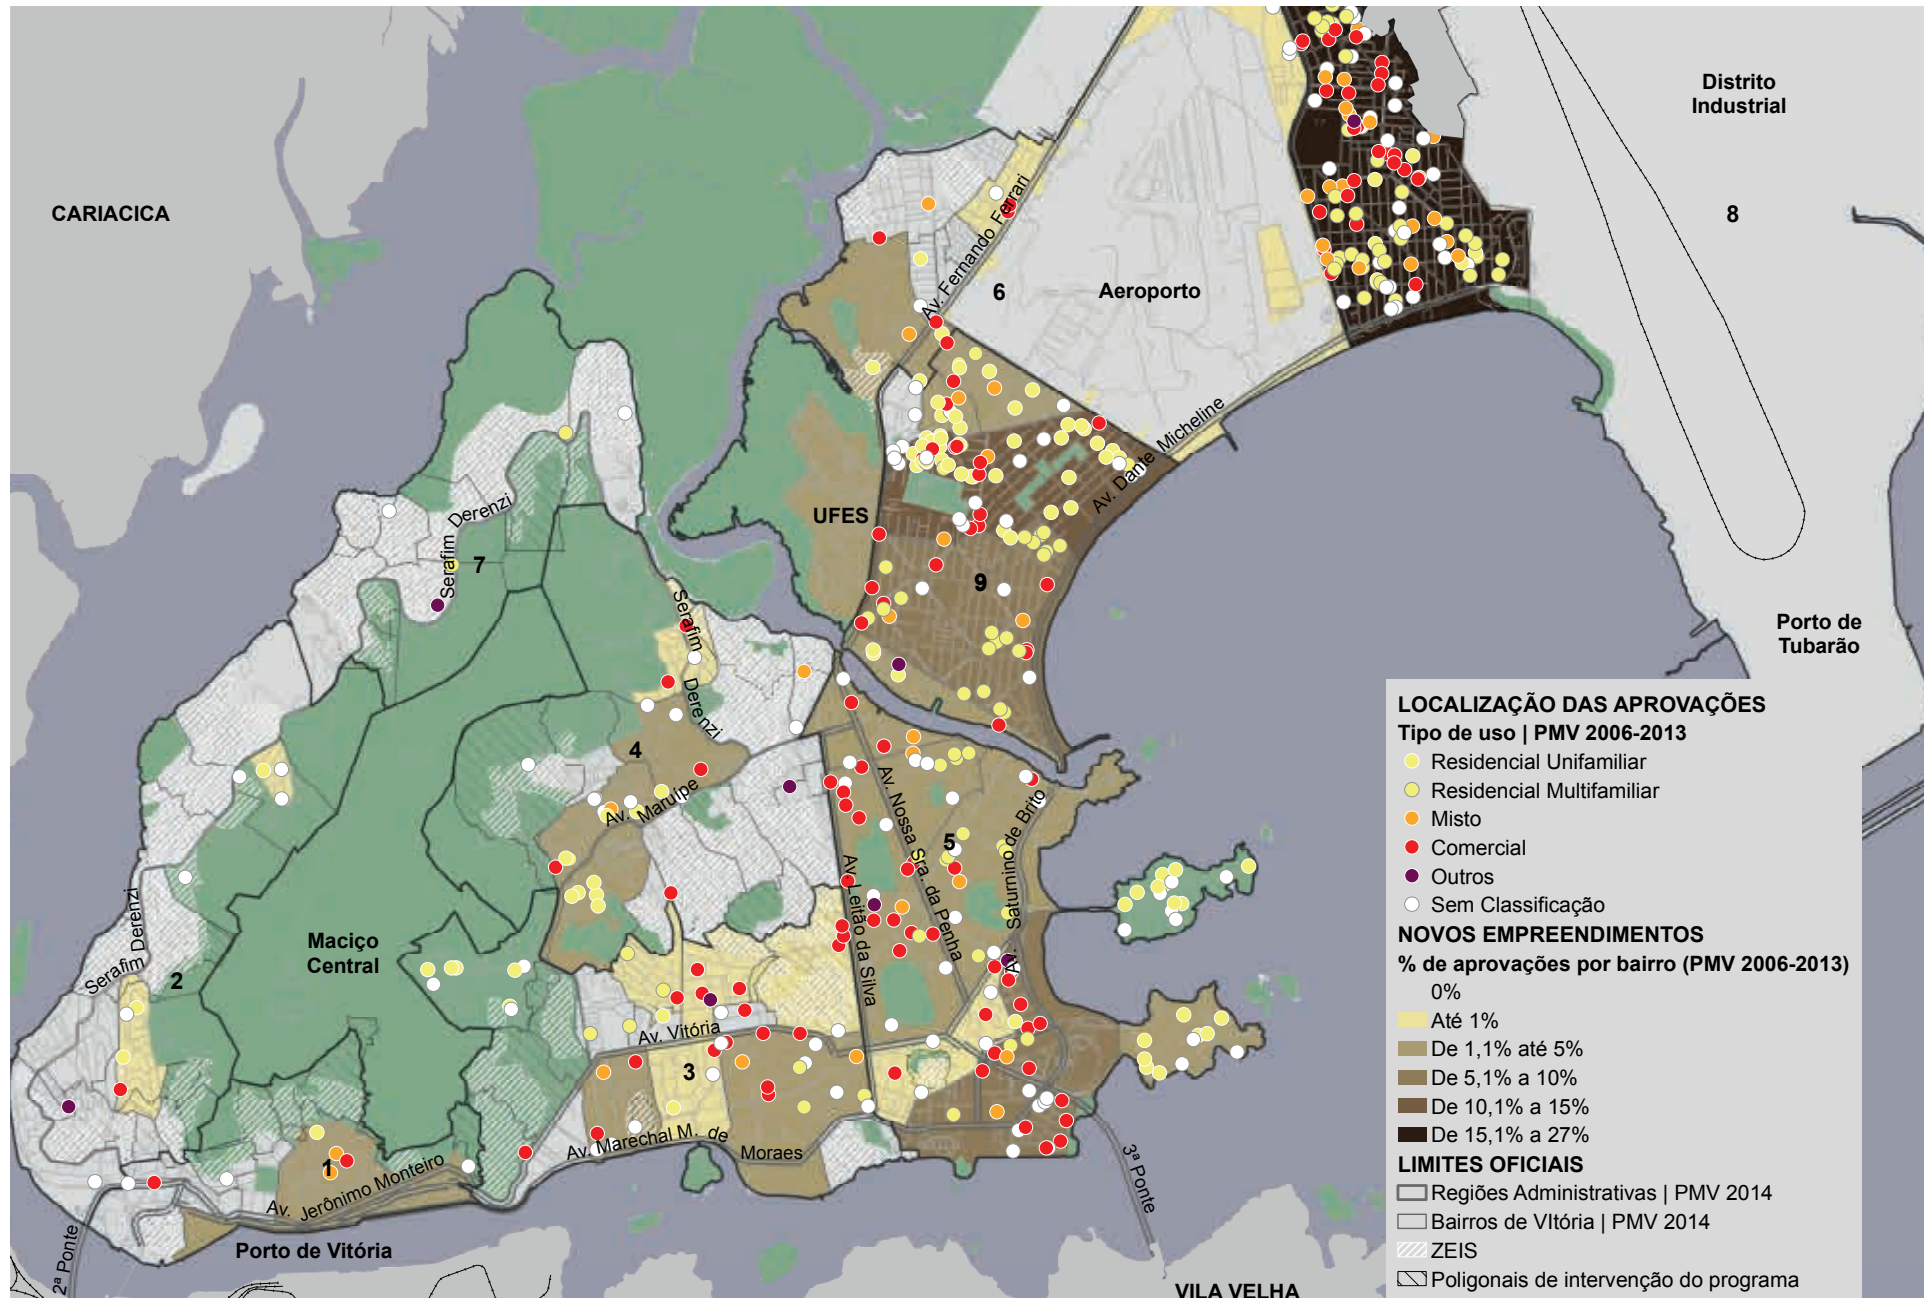 Distrito
Industrial
CARIACICA
8
Av. Fernando Ferrari
6
Aeroporto
Av. Dante Micheline
UFES
Serafim Derenzi
7
9
Serafim
Derenzi
Porto de
Tubarão
4
Av. Maruípe
Av. Nossa Sra. da Penha
5
Av. Saturnino de Brito
Av. Leitão da Silva
Maciço
Central
Serafim Derenzi
2
Av. Vitória
3
Av. Marechal M. de
Moraes
1
Av. Jerônimo Monteiro
Porto de Vitória
2ª Ponte
3ª Ponte
VILA VELHA
LOCALIZAÇÃO DAS APROVAÇÕES
Tipo de uso | PMV 2006-2013
Residencial Unifamiliar
Residencial Multifamiliar
Misto
Comercial
Outros
Sem Classificação
NOVOS EMPREENDIMENTOS
% de aprovações por bairro (PMV 2006-2013)
0%
Até 1%
De 1,1% até 5%
De 5,1% a 10%
De 10,1% a 15%
De 15,1% a 27%
LIMITES OFICIAIS
Regiões Administrativas | PMV 2014
Bairros de VItória | PMV 2014
ZEIS
Poligonais de intervenção do programa